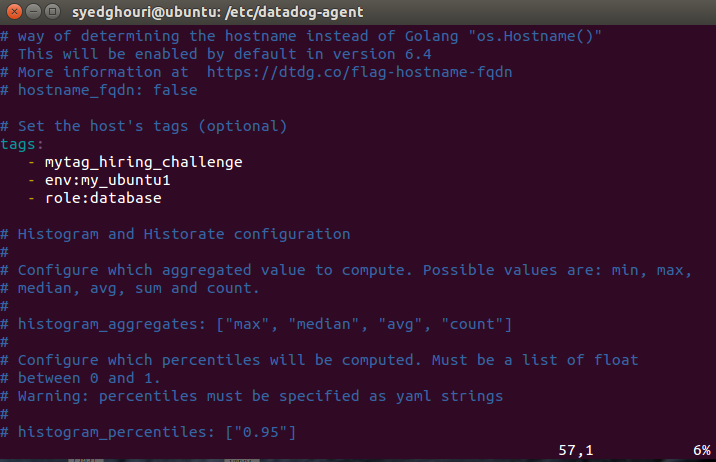 syedghouri@ubuntu: /etc/datadog-agent
# way of determining the hostname instead of Golang "os.Hostname()"
# This will be enabled by default in version 6.4
# More information at  https://dtdg.co/flag-hostname-fqdn
# hostname_fqdn: false
# Set the host's tags (optional)
tags:
   - mytag_hiring_challenge
   - env:my_ubuntu1
   - role:database
# Histogram and Historate configuration
#
# Configure which aggregated value to compute. Possible values are: min, max,
# median, avg, sum and count.
#
# histogram_aggregates: ["max", "median", "avg", "count"]
#
# Configure which percentiles will be computed. Must be a list of float
# between 0 and 1.
# Warning: percentiles must be specified as yaml strings
#
# histogram_percentiles: ["0.95"]
57,1 6%